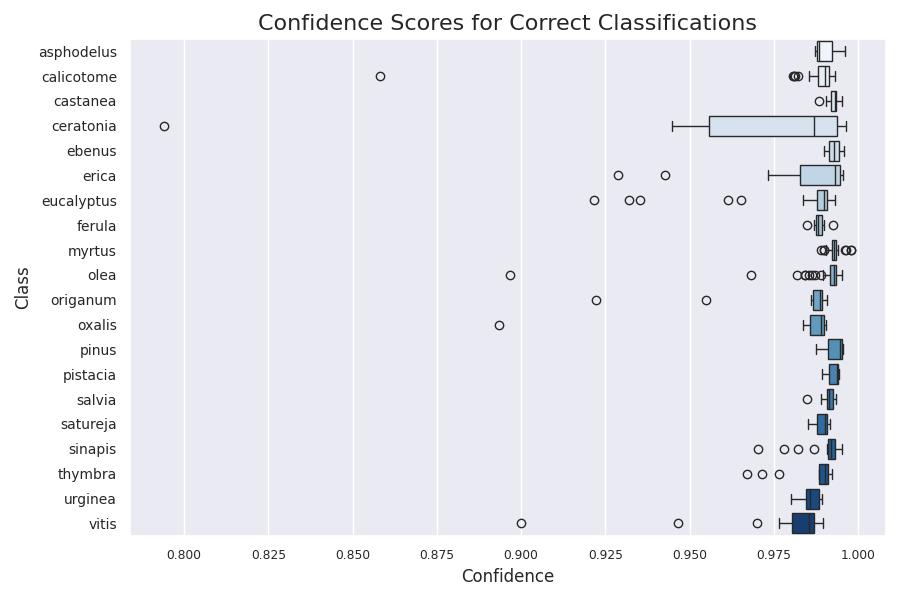 Confidence Scores for Correct Classifications
Class
asphodelus
calicotome
castanea
ceratonia
ebenus
erica
eucalyptus
ferula
myrtus
olea
origanum
oxalis
pinus
pistacia
salvia
satureja
sinapis
thymbra
urginea
vitis
0.800 0.825 0.850 0.875 0.900 0.925 0.950 0.975 1.000
Confidence